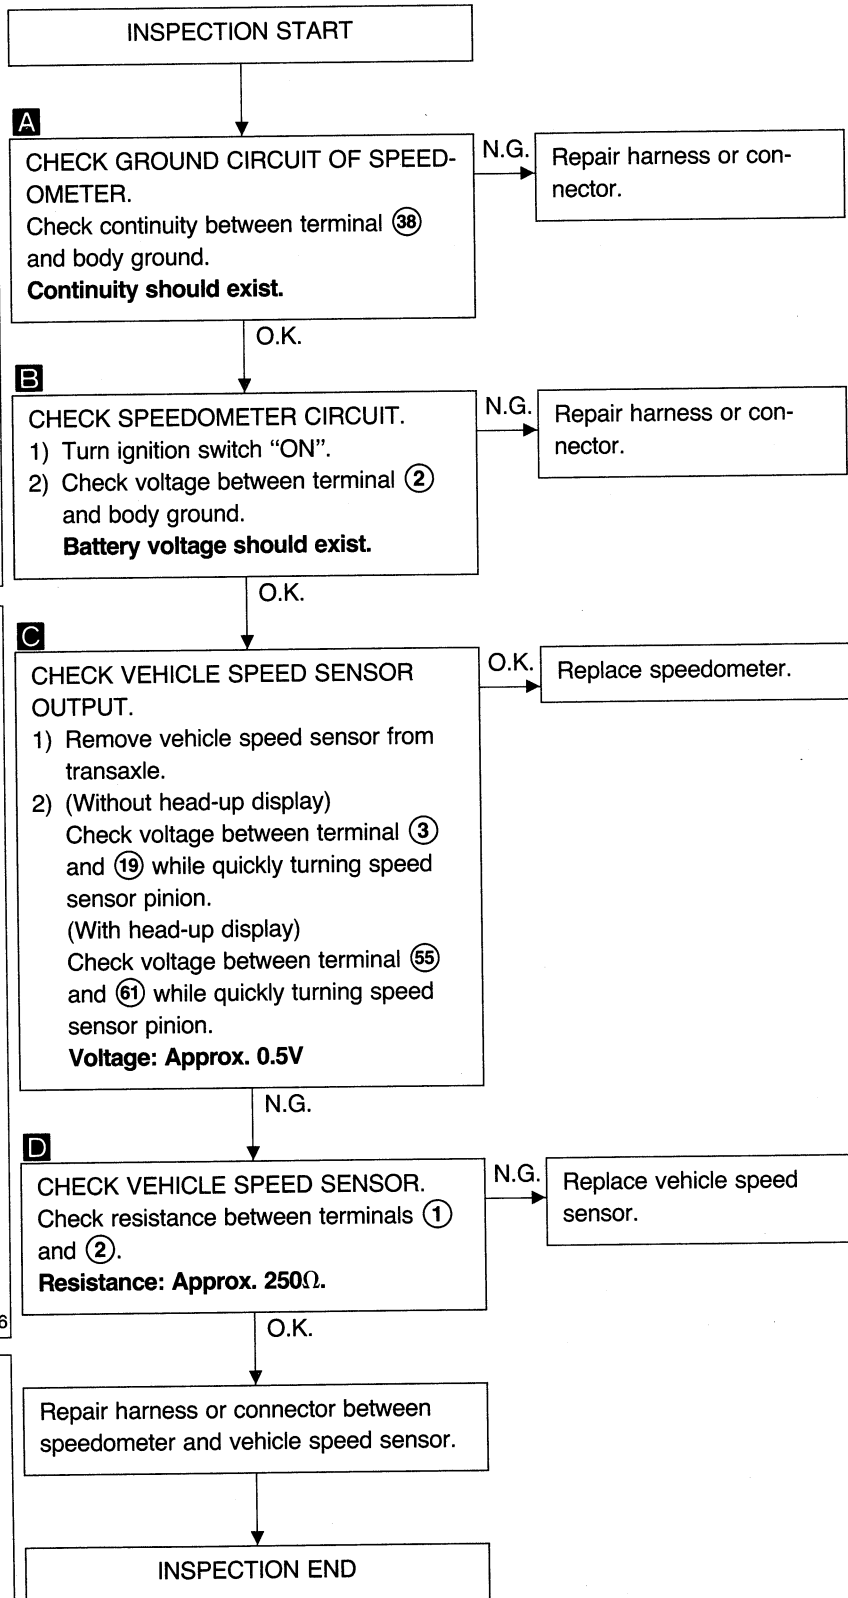 INSPECTION START
A
CHECK GROUND CIRCUIT OF SPEED-
OMETER.
Check continuity between terminal 38
and body ground.
Continuity should exist.
N.G.
Repair harness or con-
nector.
O.K.
B
CHECK SPEEDOMETER CIRCUIT.
1) Turn ignition switch “ON”.
2) Check voltage between terminal 2
and body ground.
Battery voltage should exist.
N.G.
Repair harness or con-
nector.
O.K.
C
CHECK VEHICLE SPEED SENSOR
OUTPUT.
1) Remove vehicle speed sensor from
transaxle.
2) (Without head-up display)
Check voltage between terminal 3
and 19 while quickly turning speed
sensor pinion.
(With head-up display)
Check voltage between terminal 55
and 61 while quickly turning speed
sensor pinion.
Voltage: Approx. 0.5V
O.K.
Replace speedometer.
N.G.
D
CHECK VEHICLE SPEED SENSOR.
Check resistance between terminals 1
and 2.
Resistance: Approx. 250Ω.
N.G.
Replace vehicle speed
sensor.
6
O.K.
Repair harness or connector between
speedometer and vehicle speed sensor.
INSPECTION END